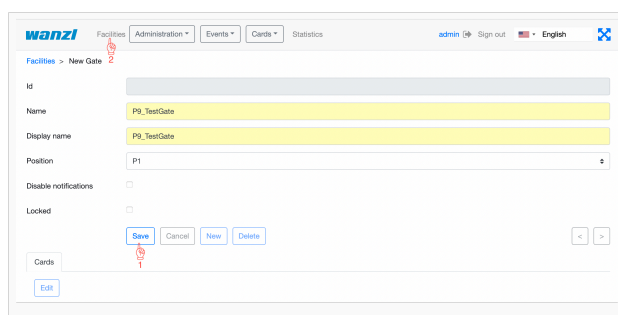 wanzl Facilities Administration Events Cards Statistics admin Sign out English
2
Facilities > New Gate
Id
Name P9_TestGate
Display name P9_TestGate
Position P1
Disable notifications
Locked
Save Cancel New Delete < >
1
Cards
Edit